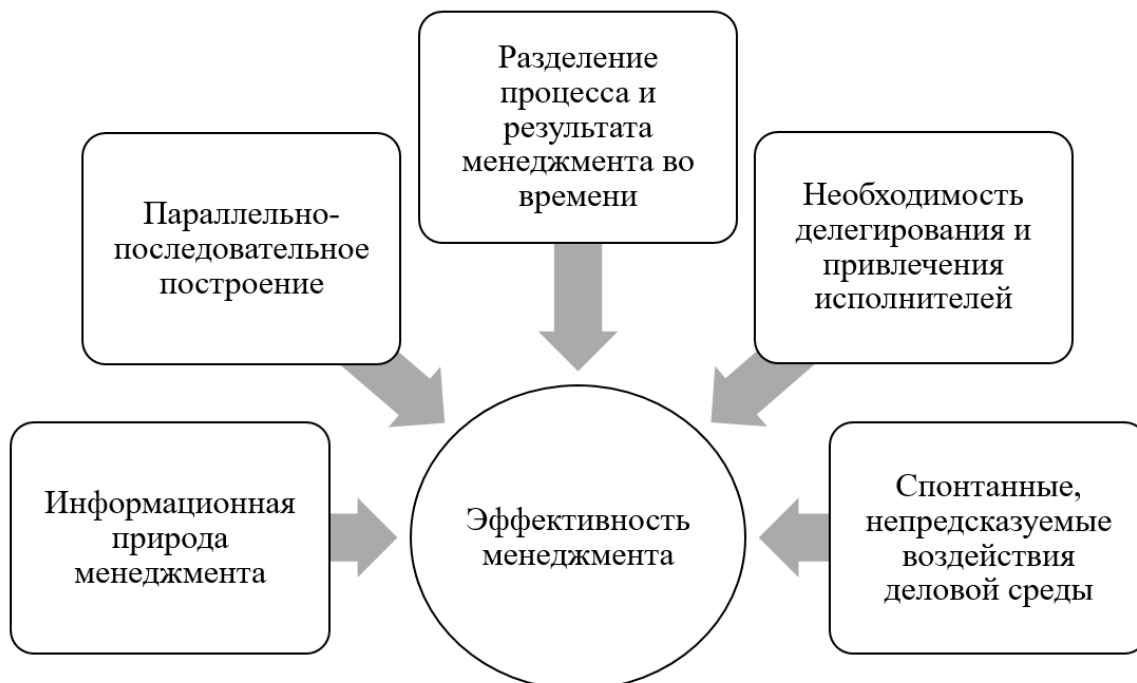 Разделение
процесса и
результата
менеджмента во
времени
Параллельно-
последовательное
построение
Необходимость
делегирования и
привлечения
исполнителей
Информационная
природа
менеджмента
Эффективность
менеджмента
Спонтанные,
непредсказуемые
воздействия
деловой среды